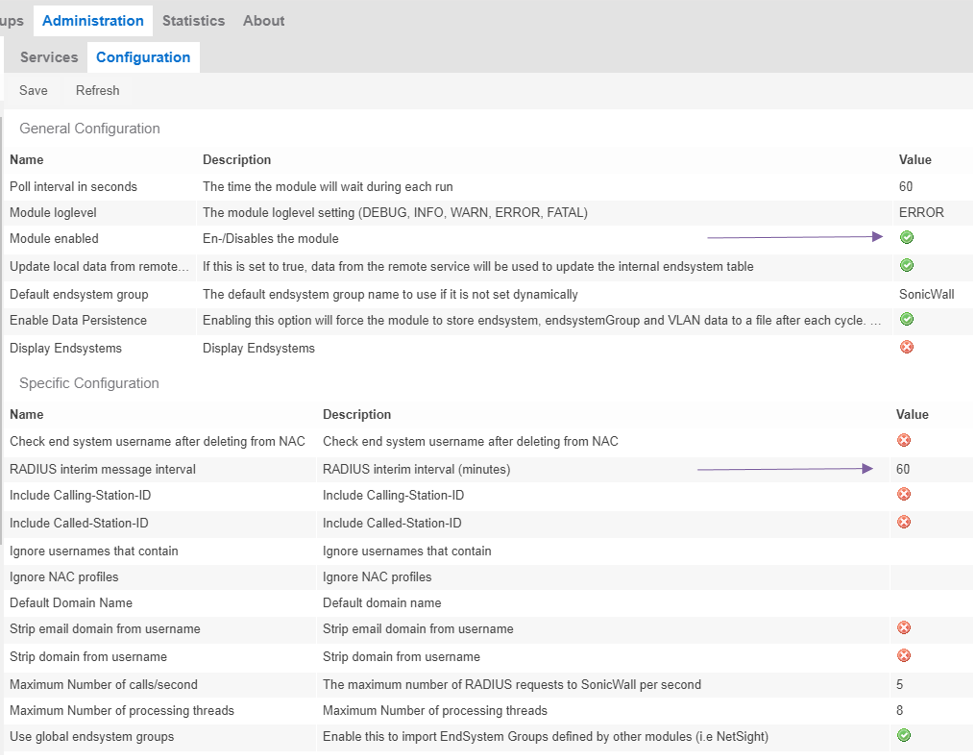 ups Administration Statistics About
Services Configuration
Save Refresh
General Configuration
Name Description Value
Poll interval in seconds The time the module will wait during each run 60
Module loglevel The module loglevel setting (DEBUG, INFO, WARN, ERROR, FATAL) ERROR
Module enabled En-/Disables the module
Update local data from remote… If this is set to true, data from the remote service will be used to update the internal endsystem table
Default endsystem group The default endsystem group name to use if it is not set dynamically SonicWall
Enable Data Persistence Enabling this option will force the module to store endsystem, endsystemGroup and VLAN data to a file after each cycle. …
Display Endsystems Display Endsystems
Specific Configuration
Name Description Value
Check end system username after deleting from NAC Check end system username after deleting from NAC
RADIUS interim message interval RADIUS interim interval (minutes) 60
Include Calling-Station-ID Include Calling-Station-ID
Include Called-Station-ID Include Called-Station-ID
Ignore usernames that contain Ignore usernames that contain
Ignore NAC profiles Ignore NAC profiles
Default Domain Name Default domain name
Strip email domain from username Strip email domain from username
Strip domain from username Strip domain from username
Maximum Number of calls/second The maximum number of RADIUS requests to SonicWall per second 5
Maximum Number of processing threads Maximum Number of processing threads 8
Use global endsystem groups Enable this to import EndSystem Groups defined by other modules (i.e NetSight)